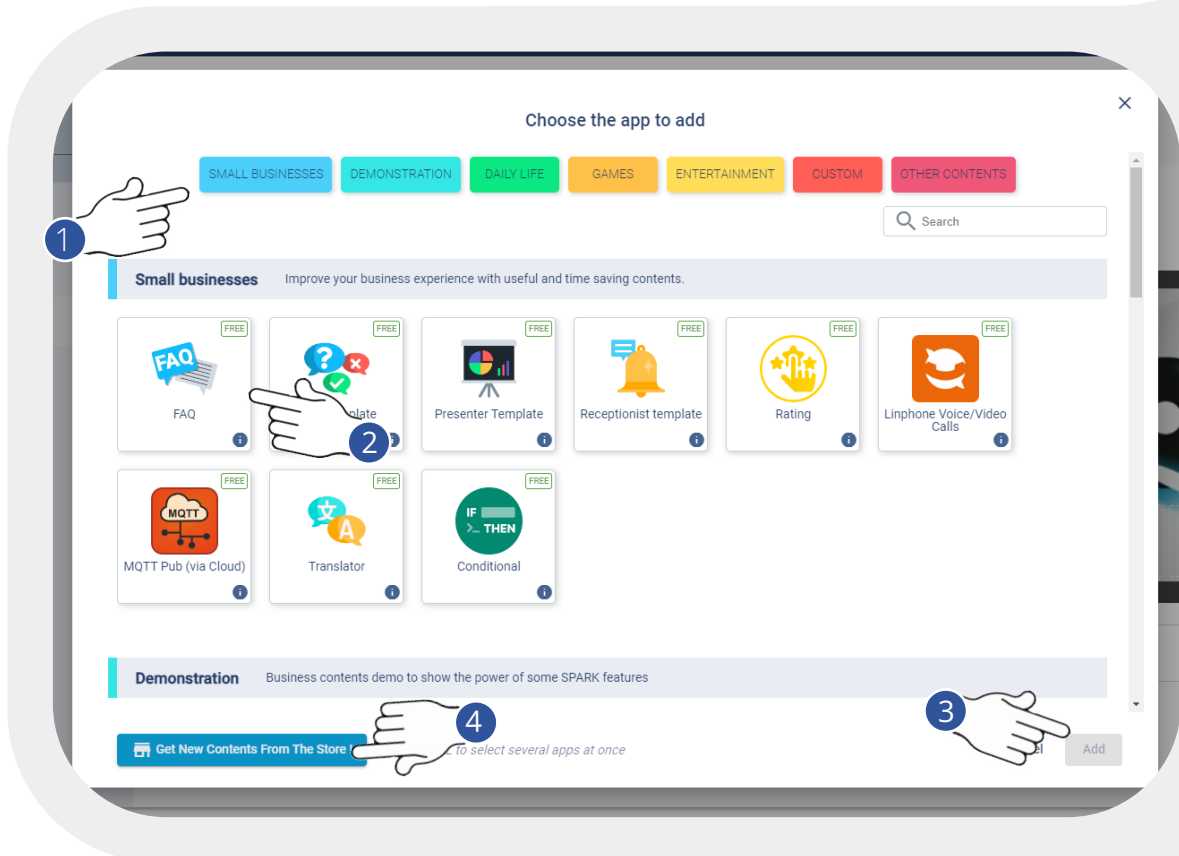 Choose the app to add
SMALL BUSINESSES DEMONSTRATION DAILY LIFE GAMES ENTERTAINMENT CUSTOM OTHER CONTENTS
1
Search
Small businesses Improve your business experience with useful and time saving contents.
FREE FREE FREE FREE FREE FREE
FAQ ?
FAQ Presenter Template Receptionist template Rating Linphone Voice/Video
Calls
2
i i i i i i
FREE FREE FREE
MQTT 文 A IF >_ THEN
MQTT Pub (via Cloud) Translator Conditional
i i i
Demonstration Business contents demo to show the power of some SPARK features
4 3
Get New Contents From The Store to select several apps at once Add